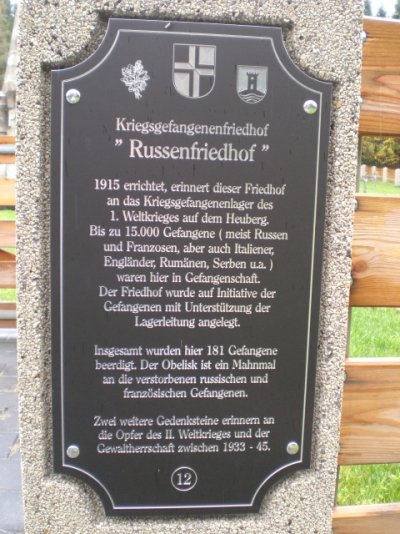 Kriegsgefangenenfriedhof
" Russenfriedhof "
1915 errichtet, erinnert dieser Friedhof
an das Kriegsgefangenenlager des
1. Weltkrieges auf dem Heuberg.
Bis zu 15.000 Gefangene ( meist Russen
und Franzosen, aber auch Italiener,
Engländer, Rumänen, Serben u.a. )
waren hier in Gefangenschaft.
Der Friedhof wurde auf Initiative der
Gefangenen mit Unterstützung der
Lagerleitung angelegt.
Insgesamt wurden hier 181 Gefangene
beerdigt. Der Obelisk ist ein Mahnmal
an die verstorbenen russischen und
französischen Gefangenen.
Zwei weitere Gedenksteine erinnern an
die Opfer des II. Weltkrieges und der
Gewaltherrschaft zwischen 1933 - 45.
12